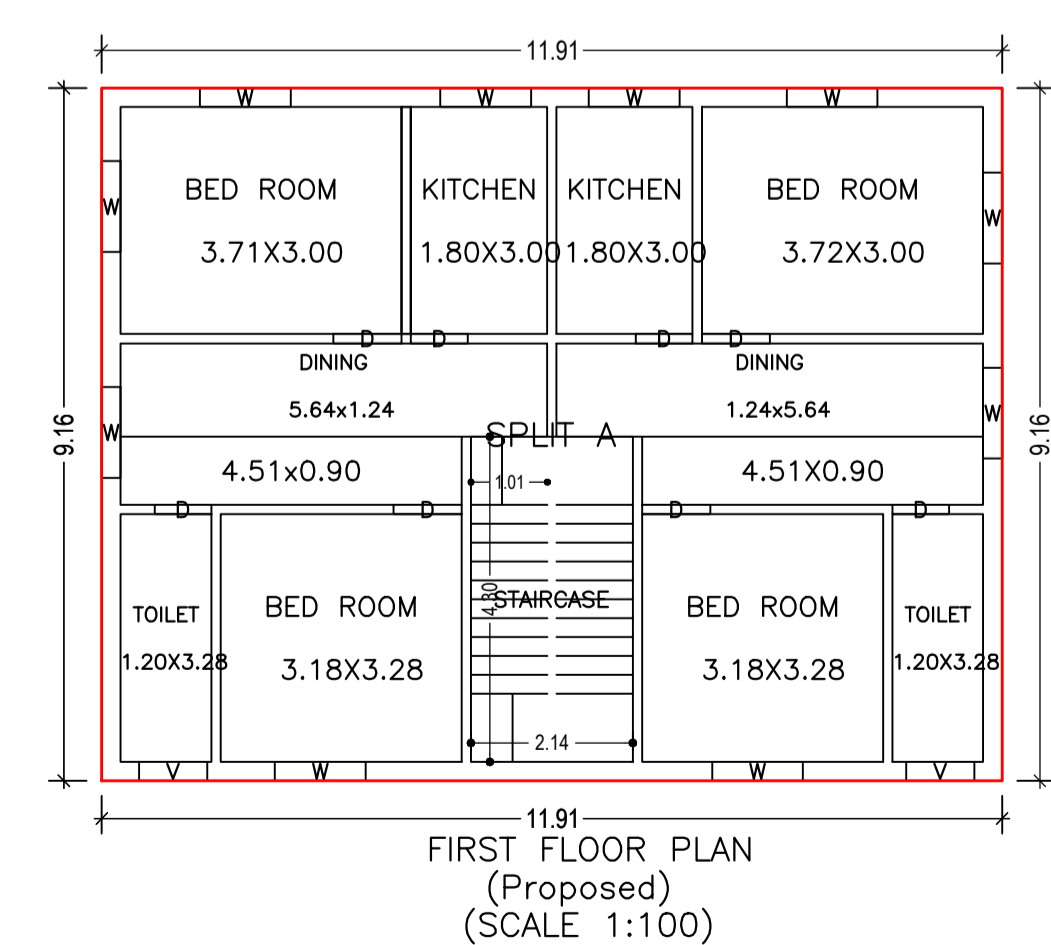 11.91
W W W W
BED ROOM KITCHEN KITCHEN BED ROOM
W W
3.71X3.00 1.80X3.00 1.80X3.00 3.72X3.00
D D D D
DINING DINING
5.64x1.24 1.24x5.64
9.16 9.16
W SPLIT A W
4.51x0.90 4.51X0.90
1.01
D D D D
4.30
STAIRCASE
TOILET BED ROOM BED ROOM TOILET
1.20X3.28 3.18X3.28 3.18X3.28 1.20X3.28
2.14
V W W V
11.91
FIRST FLOOR PLAN
(Proposed)
(SCALE 1:100)